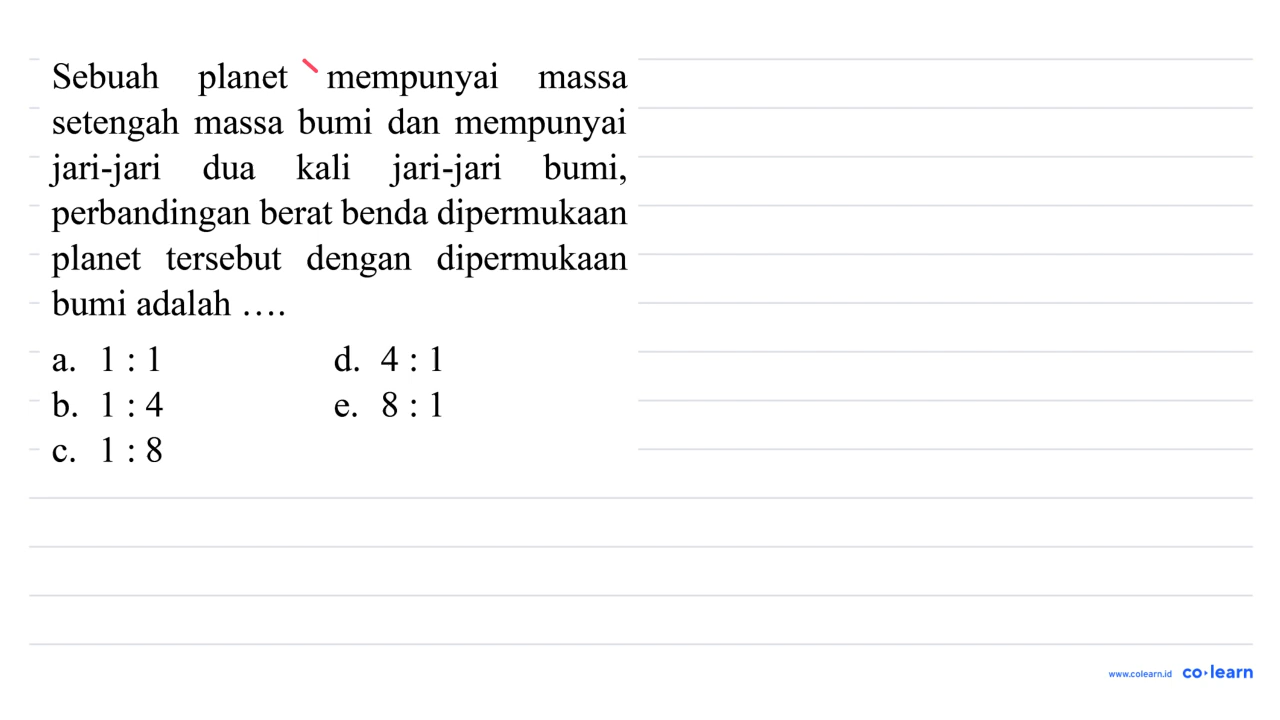 Sebuah planet mempunyai massa
setengah massa bumi dan mempunyai
jari-jari dua kali jari-jari bumi,
perbandingan berat benda dipermukaan
planet tersebut dengan dipermukaan
bumi adalah ....
a. 1 : 1 d. 4 : 1
b. 1 : 4 e. 8 : 1
c. 1 : 8
www.colearn.id co·learn